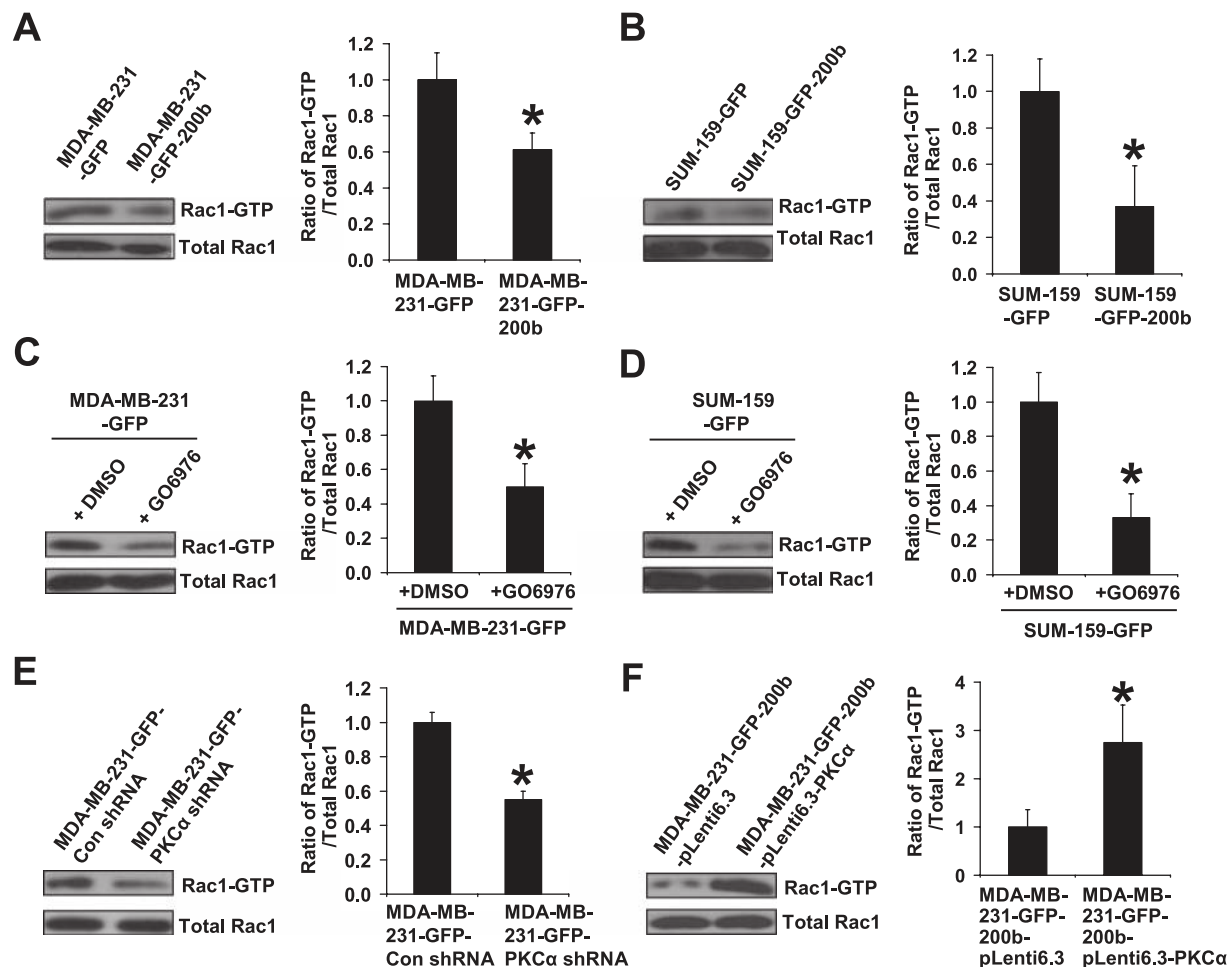 A
MDA-MB-231
-GFP
MDA-MB-231
-GFP-200b
Rac1-GTP
Total Rac1
Ratio of Rac1-GTP
/Total Rac1
1.2
1.0
0.8
0.6
0.4
0.2
0.0
*
MDA-MB-
231-GFP
MDA-MB-
231-GFP-
200b
B
SUM-159-GFP
SUM-159-GFP-200b
Rac1-GTP
Total Rac1
Ratio of Rac1-GTP
/Total Rac1
1.2
1.0
0.8
0.6
0.4
0.2
0.0
*
SUM-159
-GFP
SUM-159
-GFP-200b
C
MDA-MB-231
-GFP
+ DMSO
+ GO6976
Rac1-GTP
Total Rac1
Ratio of Rac1-GTP
/Total Rac1
1.2
1.0
0.8
0.6
0.4
0.2
0.0
*
+DMSO
+GO6976
MDA-MB-231-GFP
D
SUM-159
-GFP
+ DMSO
+ GO6976
Rac1-GTP
Total Rac1
Ratio of Rac1-GTP
/Total Rac1
1.2
1.0
0.8
0.6
0.4
0.2
0.0
*
+DMSO
+GO6976
SUM-159-GFP
E
MDA-MB-231-GFP-
Con shRNA
MDA-MB-231-GFP-
PKCα shRNA
Rac1-GTP
Total Rac1
Ratio of Rac1-GTP
/Total Rac1
1.2
1.0
0.8
0.6
0.4
0.2
0.0
*
MDA-MB-
231-GFP-
Con shRNA
MDA-MB-
231-GFP-
PKCα shRNA
F
MDA-MB-231-GFP-200b
-pLenti6.3
MDA-MB-231-GFP-200b
-pLenti6.3-PKCα
Rac1-GTP
Total Rac1
Ratio of Rac1-GTP
/Total Rac1
4
3
2
1
0
*
MDA-MB-
231-GFP-
200b-
pLenti6.3
MDA-MB-
231-GFP-
200b-
pLenti6.3-PKCα